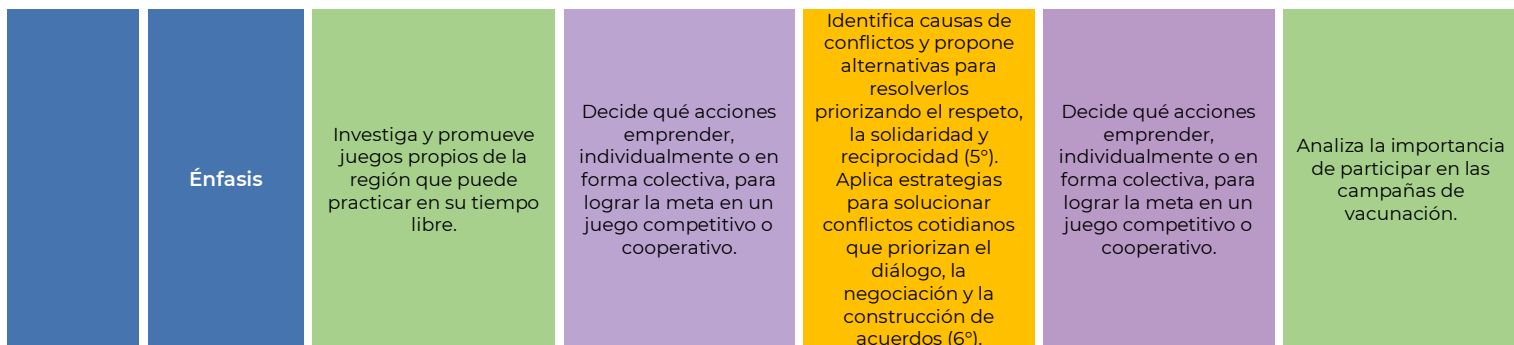 Énfasis
Investiga y promueve
juegos propios de la
región que puede
practicar en su tiempo
libre.
Decide qué acciones
emprender,
individualmente o en
forma colectiva, para
lograr la meta en un
juego competitivo o
cooperativo.
Identifica causas de
conflictos y propone
alternativas para
resolverlos
priorizando el respeto,
la solidaridad y
reciprocidad (5°).
Aplica estrategias
para solucionar
conflictos cotidianos
que priorizan el
diálogo, la
negociación y la
construcción de
acuerdos (6°).
Decide qué acciones
emprender,
individualmente o en
forma colectiva, para
lograr la meta en un
juego competitivo o
cooperativo.
Analiza la importancia
de participar en las
campañas de
vacunación.